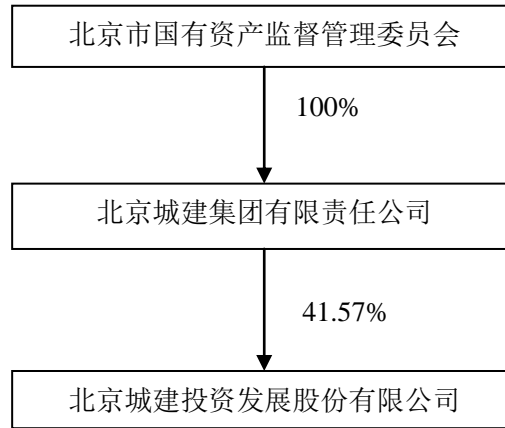 北京市国有资产监督管理委员会
100%
北京城建集团有限责任公司
41.57%
北京城建投资发展股份有限公司